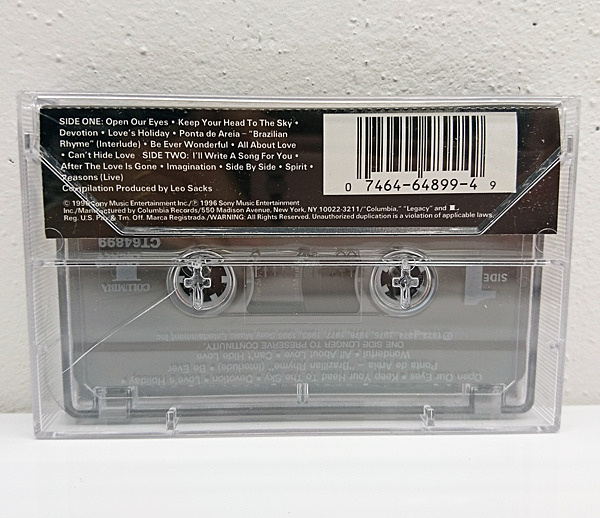 SIDE ONE: Open Our Eyes • Keep Your Head To The Sky •
Devotion • Love's Holiday • Ponta de Areia – "Brazilian
Rhyme" (Interlude) • Be Ever Wonderful • All About Love
• Can't Hide Love SIDE TWO: I'll Write A Song For You •
After The Love Is Gone • Imagination • Side By Side • Spirit •
Reasons (Live)
Compilation Produced by Leo Sacks
© 1996 Sony Music Entertainment Inc./Ⓟ 1996 Sony Music Entertainment
Inc./Manufactured by Columbia Records/550 Madison Avenue, New York, NY 10022-3211/"Columbia," "Legacy" and
Reg. U.S. Pat. & Tm. Off. Marca Registrada./WARNING: All Rights Reserved. Unauthorized duplication is a violation of applicable laws.
0 7464-64899-4 9
CT64899
COLUMBIA
SIDE 1
Open Our Eyes • Keep Your Head To The Sky • Devotion • Love's Holiday
Ponta de Areia – "Brazilian Rhyme" (Interlude) • Be Ever
Wonderful • All About Love • Can't Hide Love
ONE SIDE LONGER TO PRESERVE CONTINUITY.